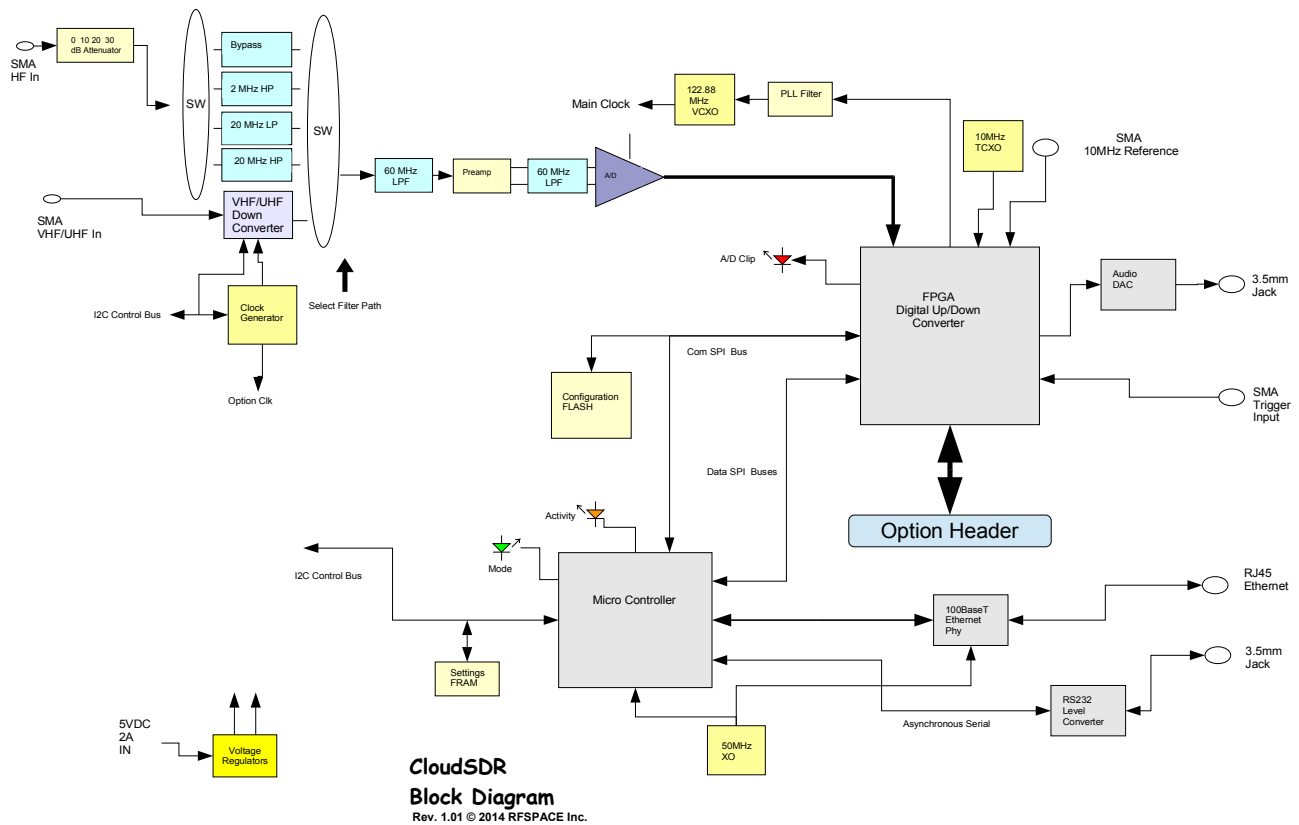 0 10 20 30
dB Attenuator
SMA
HF In
SW
Bypass
2 MHz HP
20 MHz LP
20 MHz HP
SW
VHF/UHF
Down
Converter
SMA
VHF/UHF In
60 MHz
LPF
Preamp
60 MHz
LPF
A/D
Main Clock
122.88
MHz
VCXO
PLL Filter
10MHz
TCXO
SMA
10MHz Reference
I2C Control Bus
Clock
Generator
Select Filter Path
Option Clk
A/D Clip
FPGA
Digital Up/Down
Converter
Audio
DAC
3.5mm
Jack
Com SPI Bus
Configuration
FLASH
SMA
Trigger
Input
Data SPI Buses
Option Header
Activity
Mode
I2C Control Bus
Micro Controller
100BaseT
Ethernet
Phy
RJ45
Ethernet
Settings
FRAM
3.5mm
Jack
RS232
Level
Converter
Asynchronous Serial
50MHz
XO
5VDC
2A
IN
Voltage
Regulators
CloudSDR
Block Diagram
Rev. 1.01 © 2014 RFSPACE Inc.